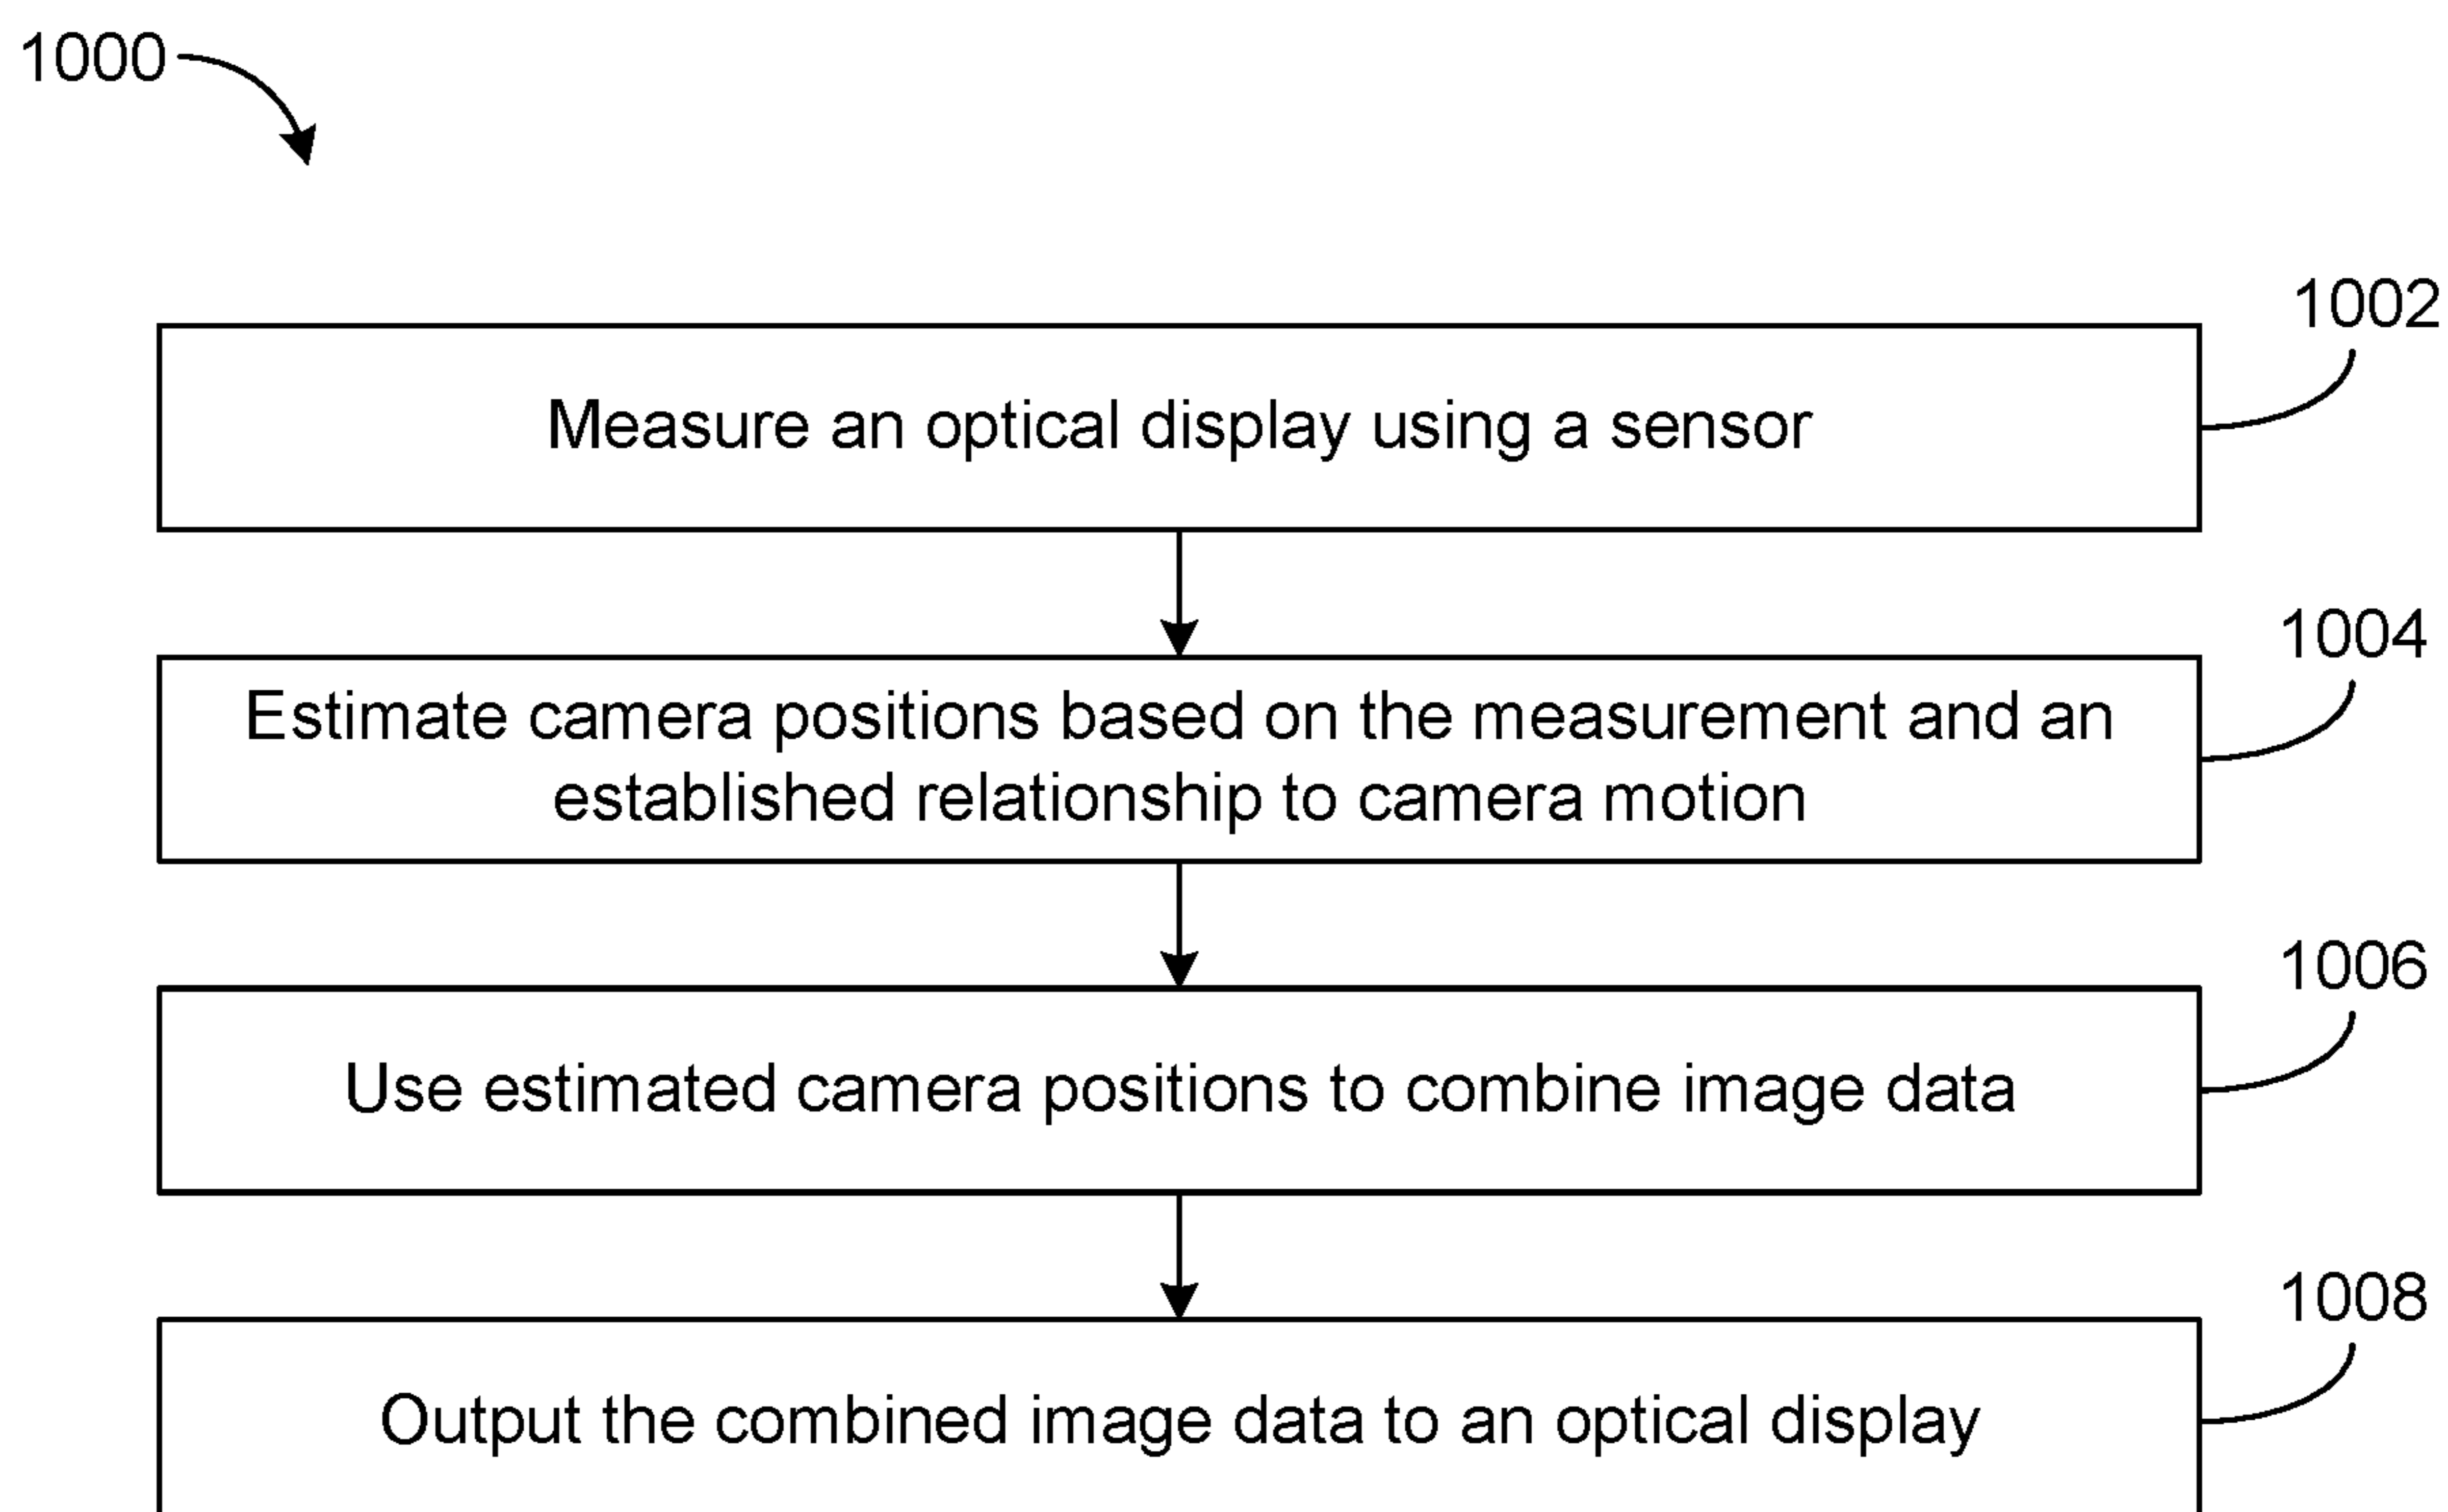 1000
1002
Measure an optical display using a sensor
1004
Estimate camera positions based on the measurement and an
established relationship to camera motion
1006
Use estimated camera positions to combine image data
1008
Output the combined image data to an optical display